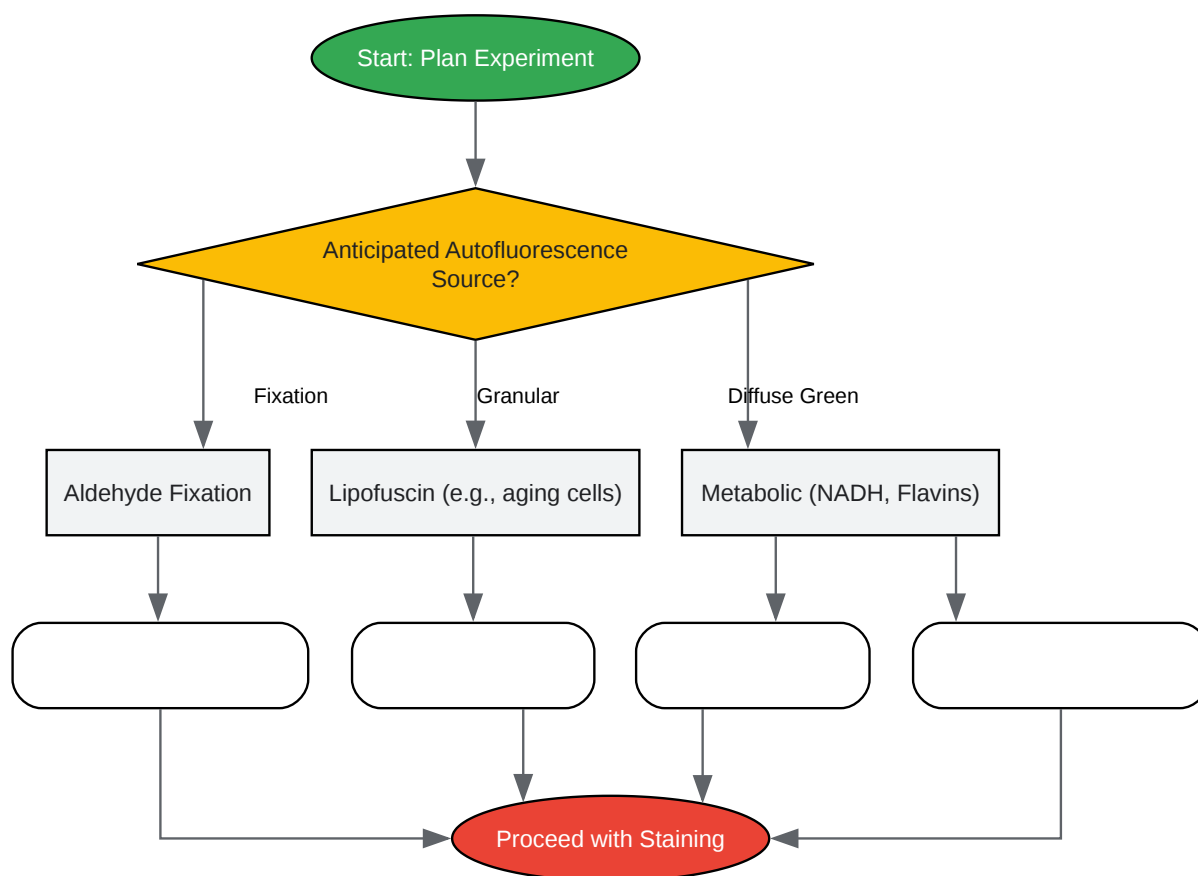 Start: Plan Experiment
Anticipated Autofluorescence
Source?
Fixation
Granular
Diffuse Green
Aldehyde Fixation
Lipofuscin (e.g., aging cells)
Metabolic (NADH, Flavins)
Proceed with Staining